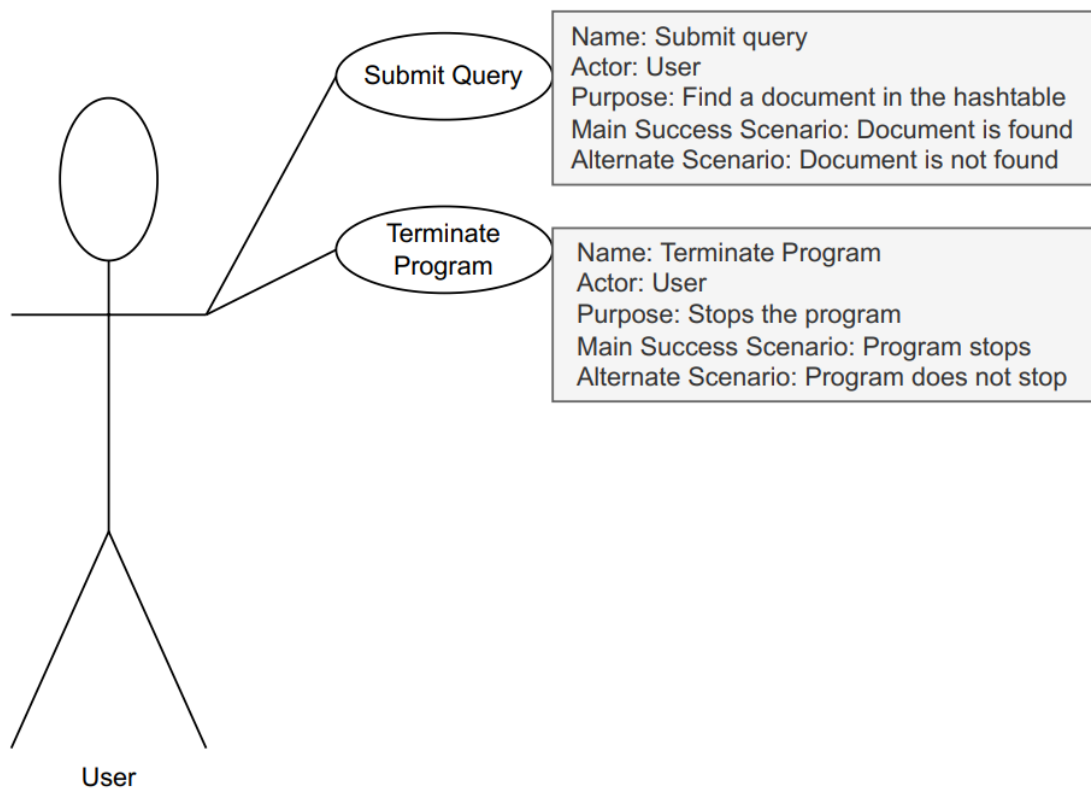 Submit Query
Name: Submit query
Actor: User
Purpose: Find a document in the hashtable
Main Success Scenario: Document is found
Alternate Scenario: Document is not found
Terminate
Program
Name: Terminate Program
Actor: User
Purpose: Stops the program
Main Success Scenario: Program stops
Alternate Scenario: Program does not stop
User